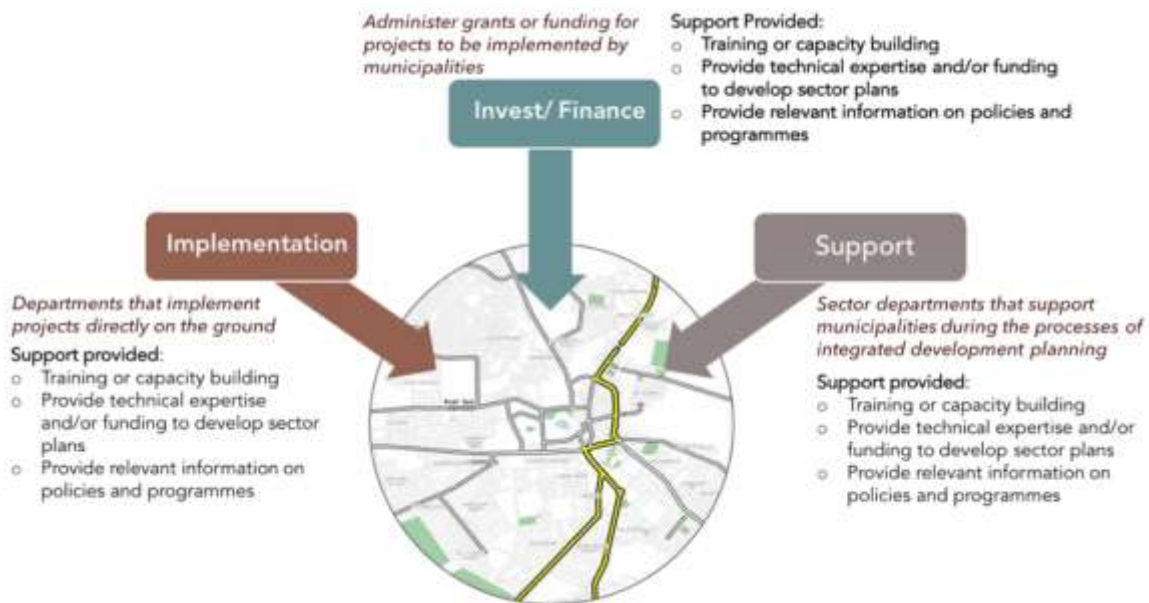 Administer grants or funding for
projects to be implemented by
municipalities
Invest/ Finance
Support Provided:
o Training or capacity building
o Provide technical expertise and/or funding
to develop sector plans
o Provide relevant information on policies and
programmes
Implementation
Departments that implement
projects directly on the ground
Support provided:
o Training or capacity building
o Provide technical expertise
and/or funding to develop sector
plans
o Provide relevant information on
policies and programmes
Support
Sector departments that support
municipalities during the processes of
integrated development planning
Support provided:
o Training or capacity building
o Provide technical expertise and/or
funding to develop sector plans
o Provide relevant information on
policies and programmes